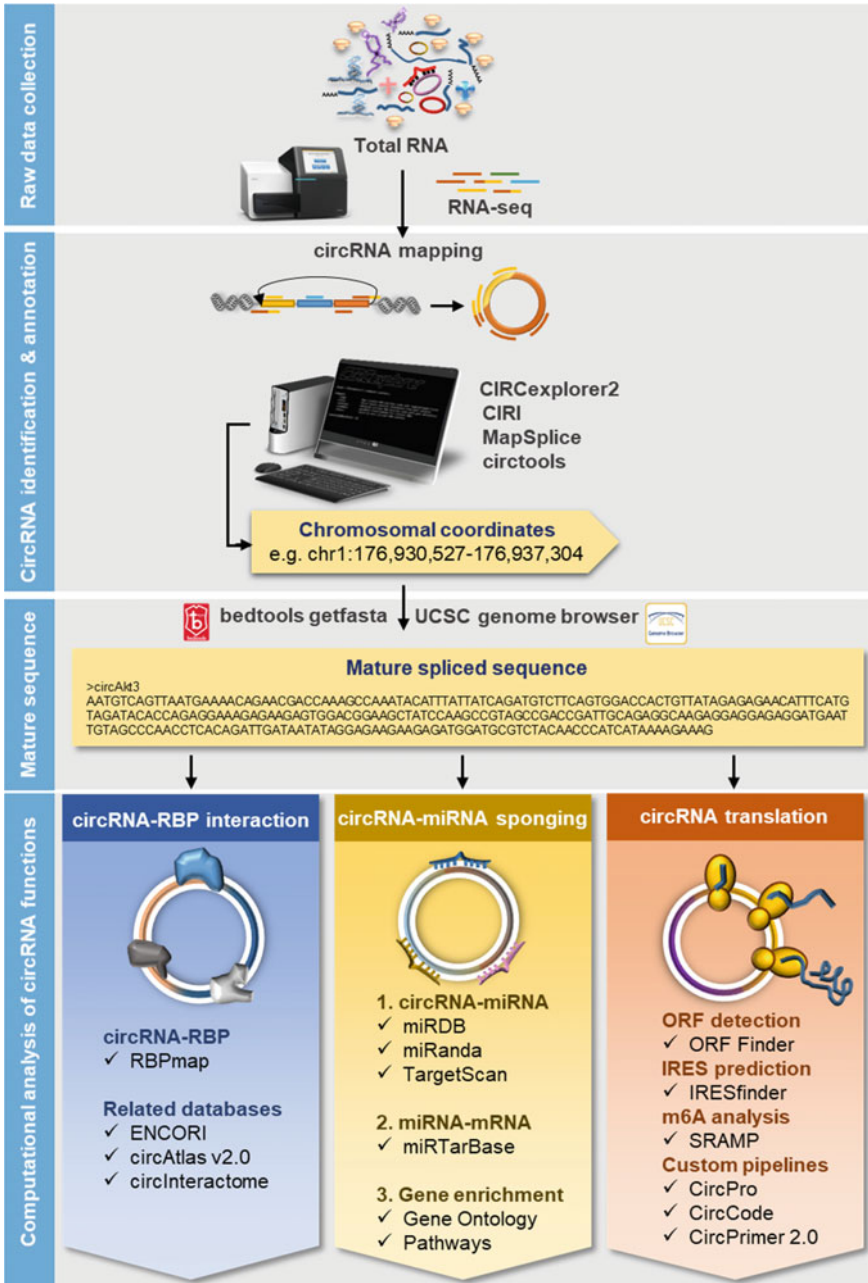 Raw data collection
Total RNA
RNA-seq
CircRNA identification & annotation
circRNA mapping
CIRCexplorer2
CIRI
MapSplice
circtools
Chromosomal coordinates
e.g. chr1:176,930,527-176,937,304
Mature sequence
bedtools getfasta
UCSC genome browser
Genome Browser
Mature spliced sequence
>circAkt3
AATGTCAGTTAATGAAAACAGAACGACCAAAGCCAAATACATTTATTATCAGATGTCTTCAGTGGACCACTGTTATAGAGAGAACATTTCATG
TAGATACACCAGAGGAAAGAGAAGAGTGGACGGAAGCTATCCAAGCCGTAGCCGACCGATTGCAGAGGCAAGAGGAGGAGAGGATGAAT
TGTAGCCCAACCTCACAGATTGATAATATAGGAGAAGAAGAGATGGATGCGTCTACAACCCATCATAAAAGAAAG
Computational analysis of circRNA functions
circRNA-RBP interaction
circRNA-RBP
✓ RBPmap
Related databases
✓ ENCORI
✓ circAtlas v2.0
✓ circInteractome
circRNA-miRNA sponging
1. circRNA-miRNA
✓ miRDB
✓ miRanda
✓ TargetScan
2. miRNA-mRNA
✓ miRTarBase
3. Gene enrichment
✓ Gene Ontology
✓ Pathways
circRNA translation
ORF detection
✓ ORF Finder
IRES prediction
✓ IRESfinder
m6A analysis
✓ SRAMP
Custom pipelines
✓ CircPro
✓ CircCode
✓ CircPrimer 2.0